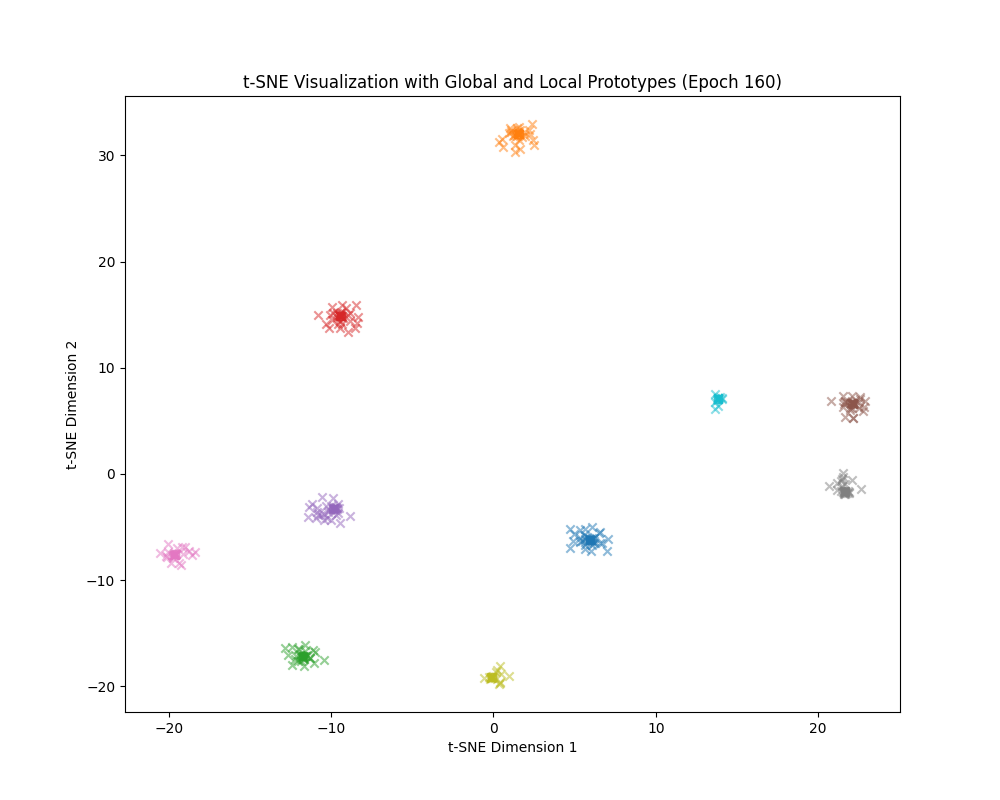 t-SNE Visualization with Global and Local Prototypes (Epoch 160)
30
20
10
0
−10
−20
t-SNE Dimension 2
−20 −10 0 10 20
t-SNE Dimension 1